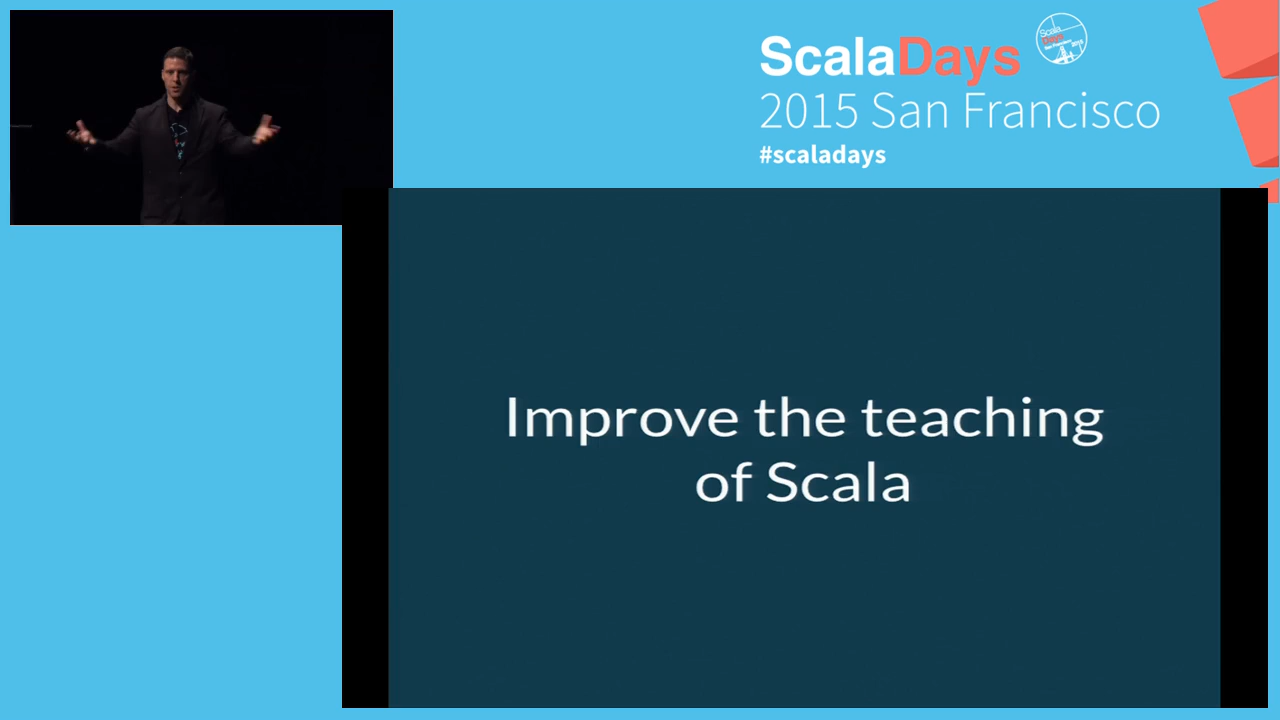 ScalaDays
2015 San Francisco
#scaladays
Improve the teaching
of Scala